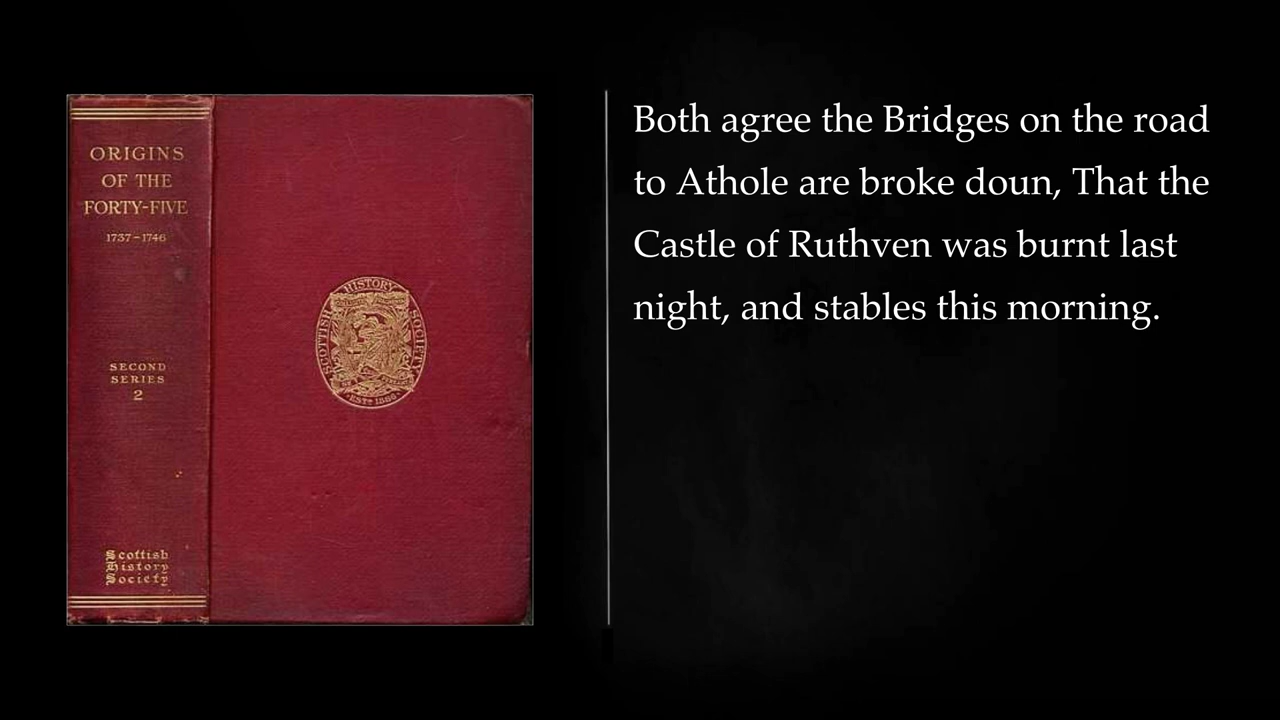 ORIGINS
OF THE
FORTY-FIVE
1737-1746
SECOND
SERIES
2
Scottish
History
Society
SCOTTISH HISTORY SOCIETY
·ESTD 1886·
Both agree the Bridges on the road
to Athole are broke doun, That the
Castle of Ruthven was burnt last
night, and stables this morning.